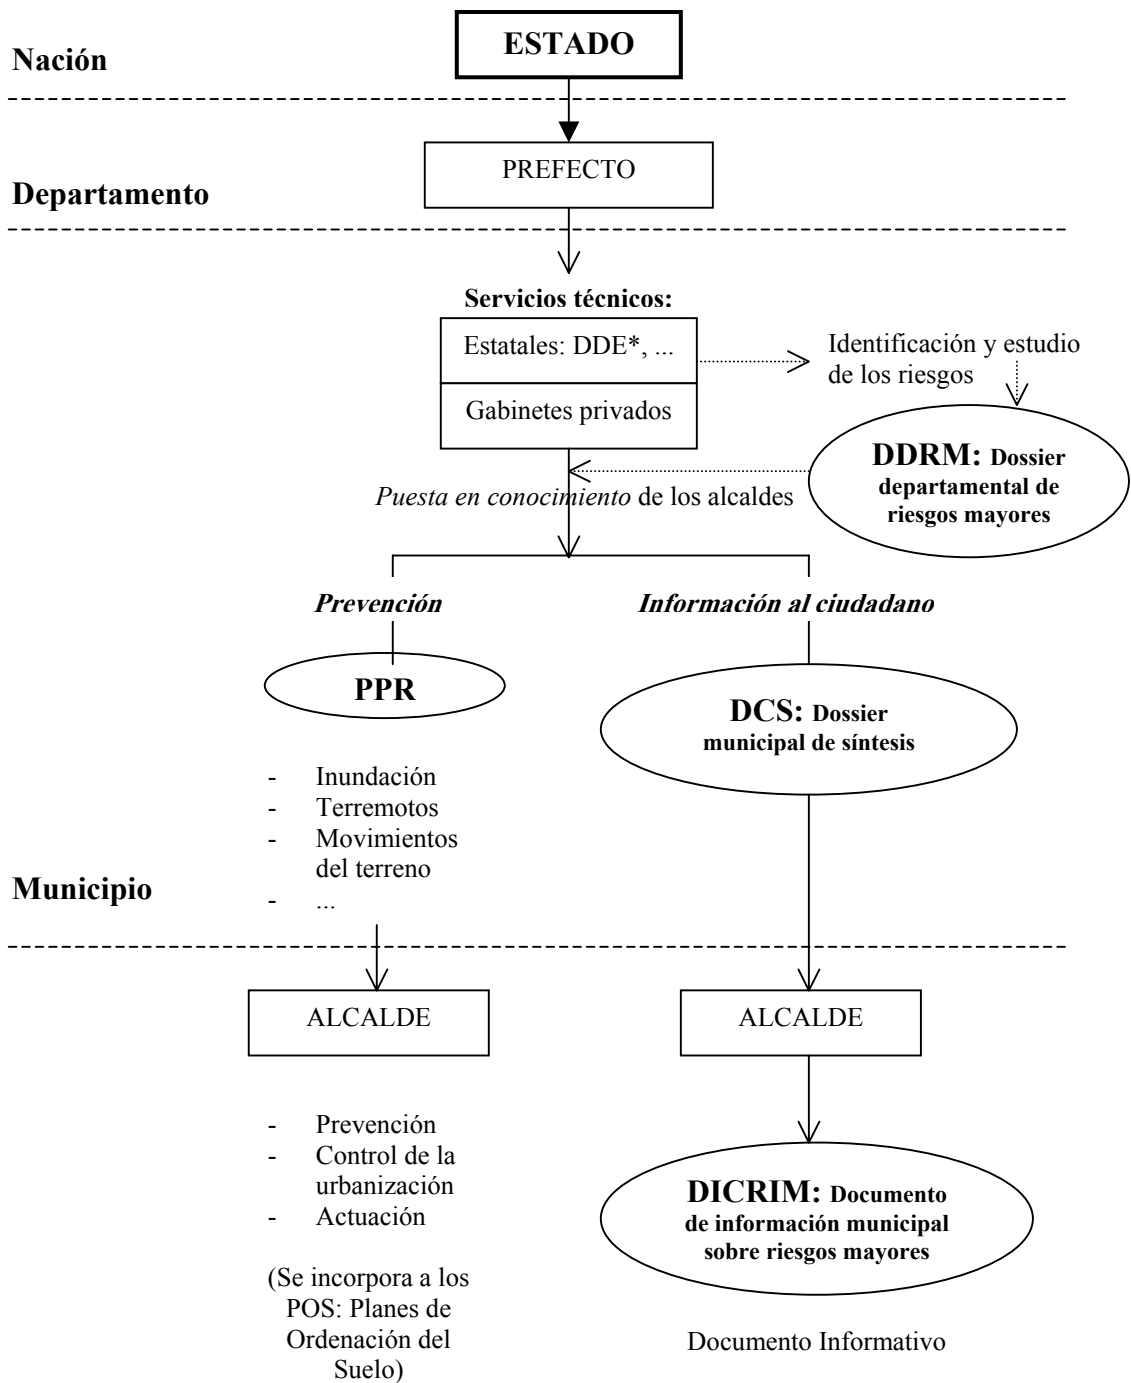 ESTADO
Nación
PREFECTO
Departamento
Servicios técnicos:
Estatales: DDE*, ...
Gabinetes privados
Identificación y estudio
de los riesgos
DDRM: Dossier
departamental de
riesgos mayores
Puesta en conocimiento de los alcaldes
Prevención
Información al ciudadano
PPR
DCS: Dossier
municipal de síntesis
- Inundación
- Terremotos
- Movimientos
del terreno
- ...
Municipio
ALCALDE
ALCALDE
- Prevención
- Control de la
urbanización
- Actuación
(Se incorpora a los
POS: Planes de
Ordenación del
Suelo)
DICRIM: Documento
de información municipal
sobre riesgos mayores
Documento Informativo